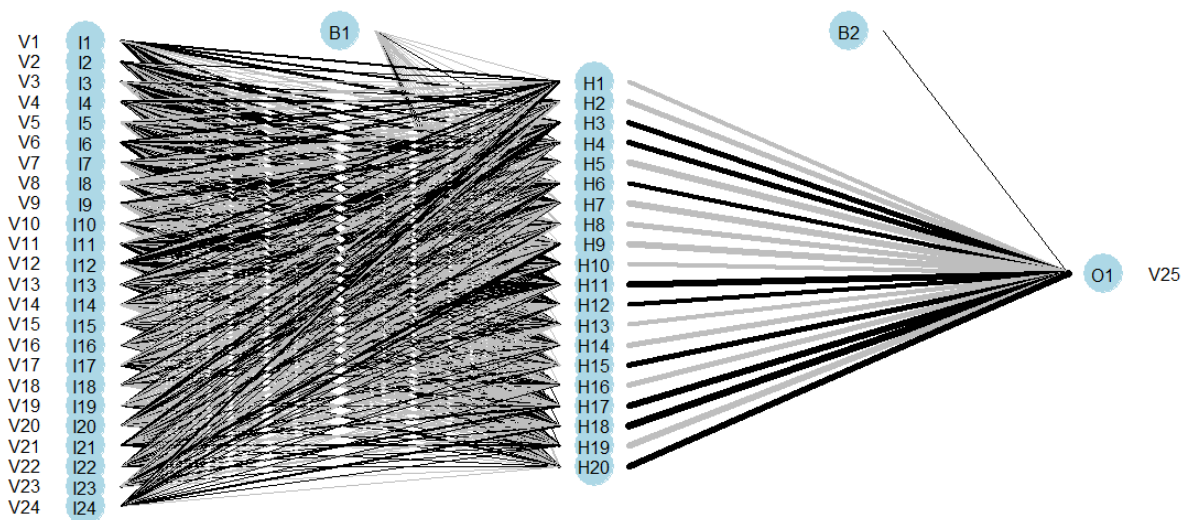 B1 B2
V1 I1
V2 I2
V3 I3 H1
V4 I4 H2
V5 I5 H3
V6 I6 H4
V7 I7 H5
V8 I8 H6
V9 I9 H7
V10 I10 H8
V11 I11 H9
V12 I12 H10 O1 V25
V13 I13 H11
V14 I14 H12
V15 I15 H13
V16 I16 H14
V17 I17 H15
V18 I18 H16
V19 I19 H17
V20 I20 H18
V21 I21 H19
V22 I22 H20
V23 I23
V24 I24